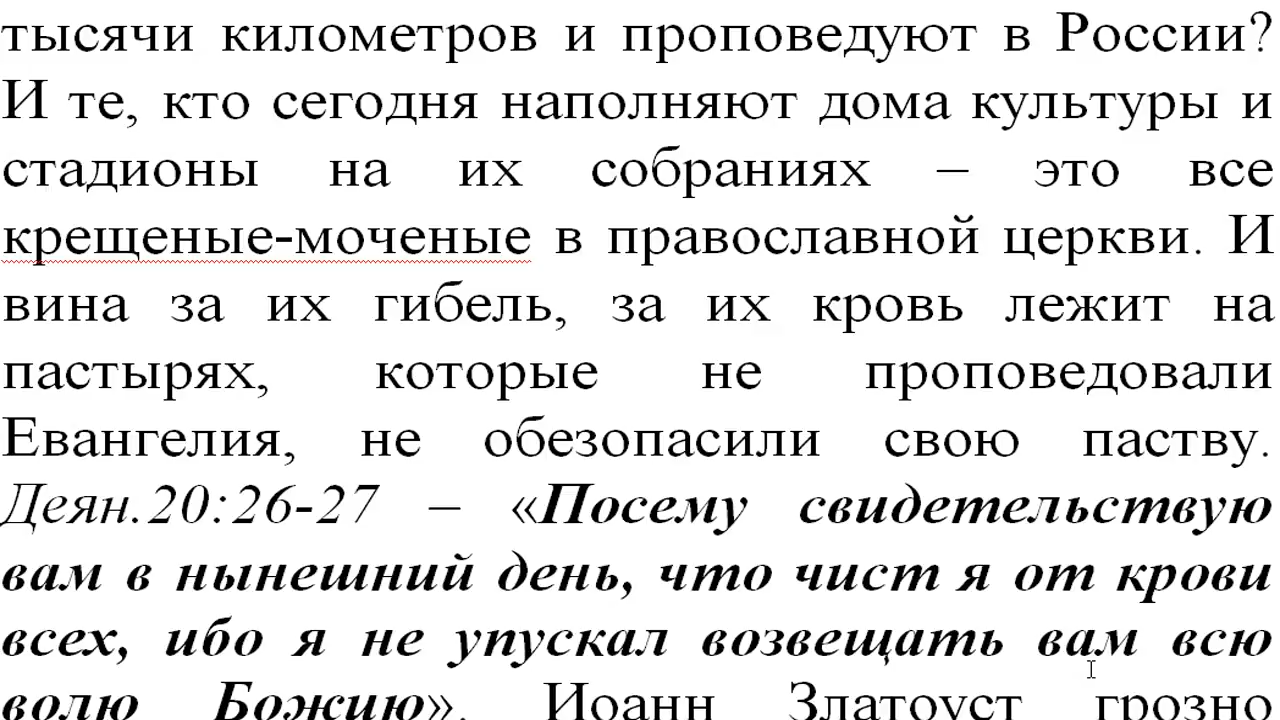 тысячи километров и проповедуют в России?
И те, кто сегодня наполняют дома культуры и
стадионы на их собраниях – это все
крещеные-моченые в православной церкви. И
вина за их гибель, за их кровь лежит на
пастырях, которые не проповедовали
Евангелия, не обезопасили свою паству.
Деян.20:26-27 – «Посему свидетельствую
вам в нынешний день, что чист я от крови
всех, ибо я не упускал возвещать вам всю
волю Божию». Иоанн Златоуст грозно